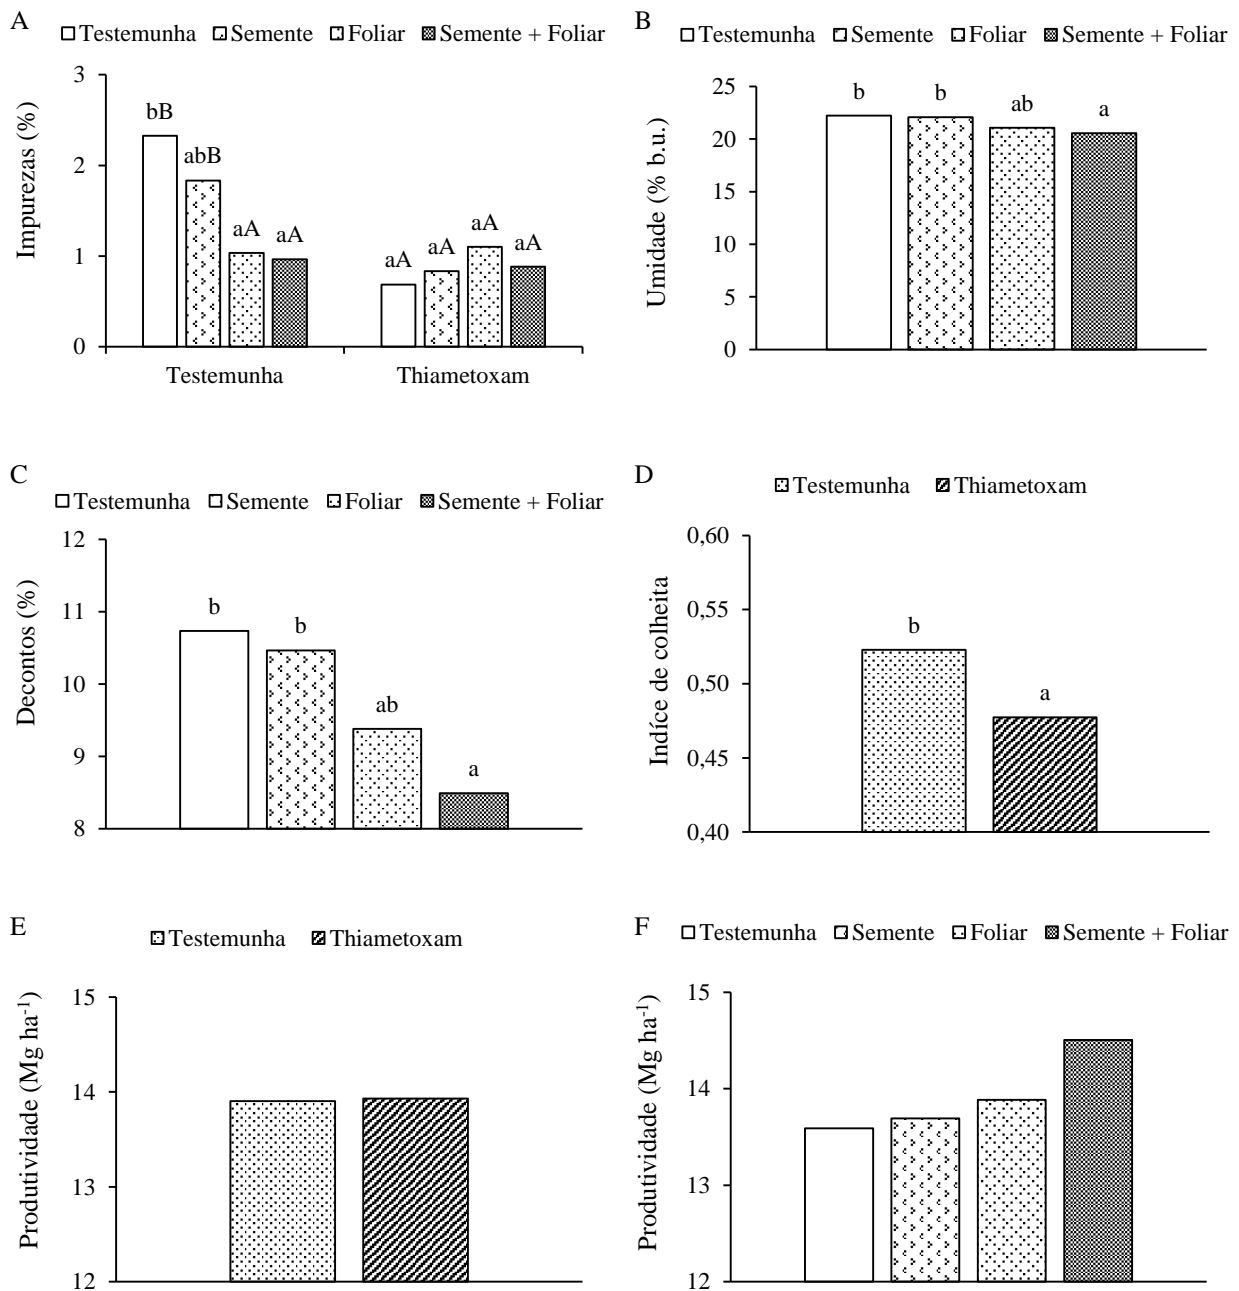 A
Testemunha Semente Foliar Semente + Foliar
Impurezas (%)
3
2
1
0
bB
abB
aA
aA
aA
aA
aA
aA
Testemunha
Thiametoxam
B
Testemunha Semente Foliar Semente + Foliar
Umidade (% b.u.)
25
20
15
10
5
0
b
b
ab
a
C
Testemunha Semente Foliar Semente + Foliar
Decontos (%)
12
11
10
9
8
b
b
ab
a
D
Testemunha Thiametoxam
Indíce de colheita
0,60
0,55
0,50
0,45
0,40
b
a
E
Testemunha Thiametoxam
Produtividade (Mg ha⁻¹)
15
14
13
12
F
Testemunha Semente Foliar Semente + Foliar
Produtividade (Mg ha⁻¹)
15
14
13
12